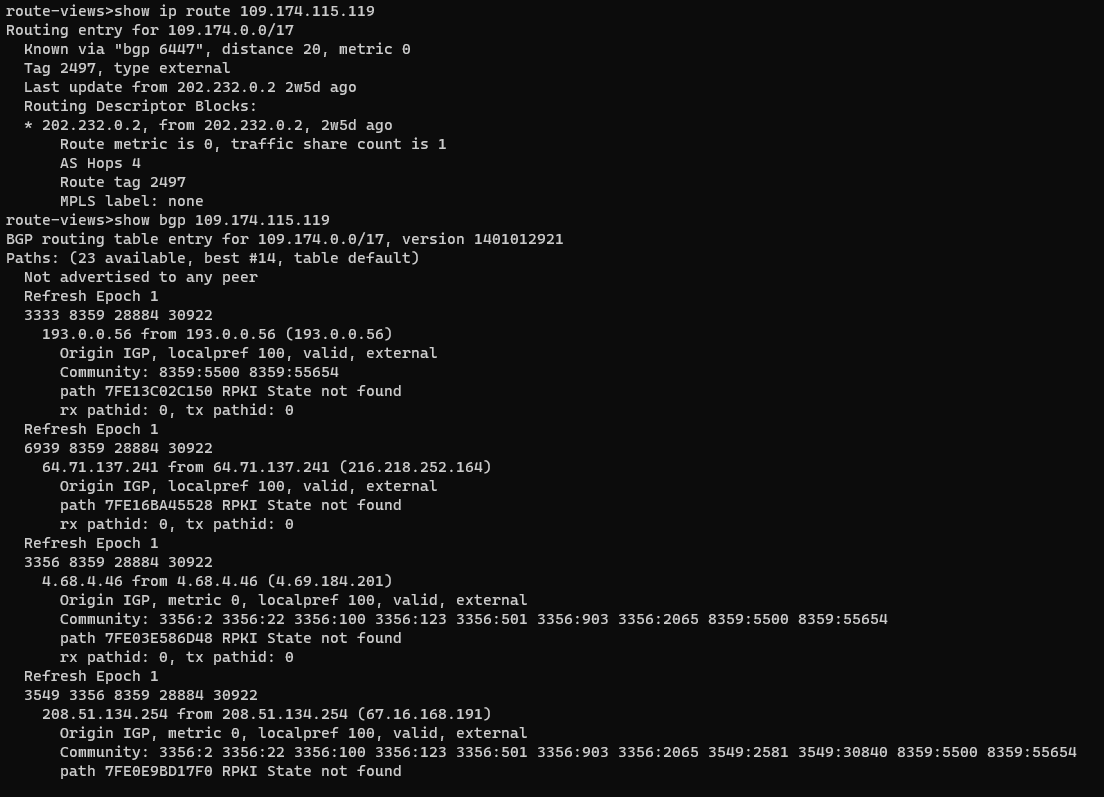 route-views>show ip route 109.174.115.119
Routing entry for 109.174.0.0/17
Known via "bgp 6447", distance 20, metric 0
Tag 2497, type external
Last update from 202.232.0.2 2w5d ago
Routing Descriptor Blocks:
* 202.232.0.2, from 202.232.0.2, 2w5d ago
Route metric is 0, traffic share count is 1
AS Hops 4
Route tag 2497
MPLS label: none
route-views>show bgp 109.174.115.119
BGP routing table entry for 109.174.0.0/17, version 1401012921
Paths: (23 available, best #14, table default)
Not advertised to any peer
Refresh Epoch 1
3333 8359 28884 30922
193.0.0.56 from 193.0.0.56 (193.0.0.56)
Origin IGP, localpref 100, valid, external
Community: 8359:5500 8359:55654
path 7FE13C02C150 RPKI State not found
rx pathid: 0, tx pathid: 0
Refresh Epoch 1
6939 8359 28884 30922
64.71.137.241 from 64.71.137.241 (216.218.252.164)
Origin IGP, localpref 100, valid, external
path 7FE16BA45528 RPKI State not found
rx pathid: 0, tx pathid: 0
Refresh Epoch 1
3356 8359 28884 30922
4.68.4.46 from 4.68.4.46 (4.69.184.201)
Origin IGP, metric 0, localpref 100, valid, external
Community: 3356:2 3356:22 3356:100 3356:123 3356:501 3356:903 3356:2065 8359:5500 8359:55654
path 7FE03E586D48 RPKI State not found
rx pathid: 0, tx pathid: 0
Refresh Epoch 1
3549 3356 8359 28884 30922
208.51.134.254 from 208.51.134.254 (67.16.168.191)
Origin IGP, metric 0, localpref 100, valid, external
Community: 3356:2 3356:22 3356:100 3356:123 3356:501 3356:903 3356:2065 3549:2581 3549:30840 8359:5500 8359:55654
path 7FE0E9BD17F0 RPKI State not found